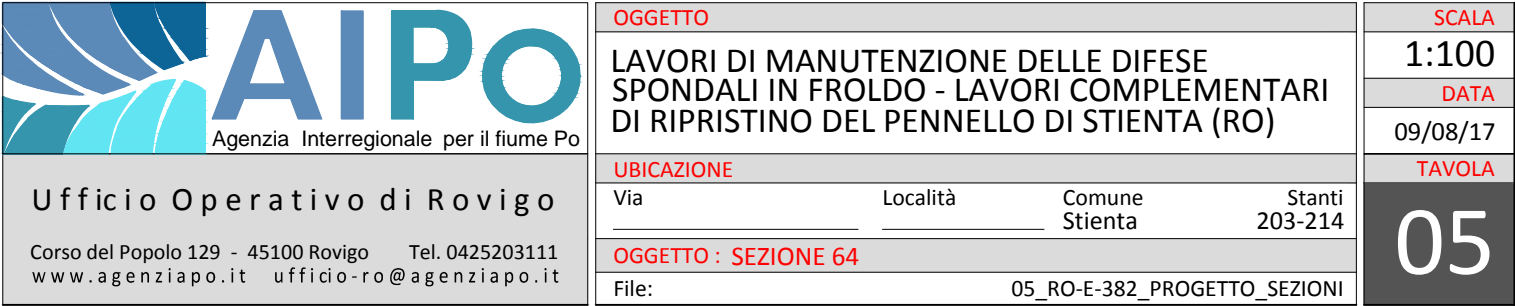 AIPo
Agenzia Interregionale per il fiume Po
Ufficio Operativo di Rovigo
Corso del Popolo 129 - 45100 Rovigo Tel. 0425203111
www.agenziapo.it ufficio-ro@agenziapo.it
OGGETTO
LAVORI DI MANUTENZIONE DELLE DIFESE
SPONDALI IN FROLDO - LAVORI COMPLEMENTARI
DI RIPRISTINO DEL PENNELLO DI STIENTA (RO)
UBICAZIONE
Via Località Comune Stanti
Stienta 203-214
OGGETTO : SEZIONE 64
File: 05_RO-E-382_PROGETTO_SEZIONI
SCALA
1:100
DATA
09/08/17
TAVOLA
05